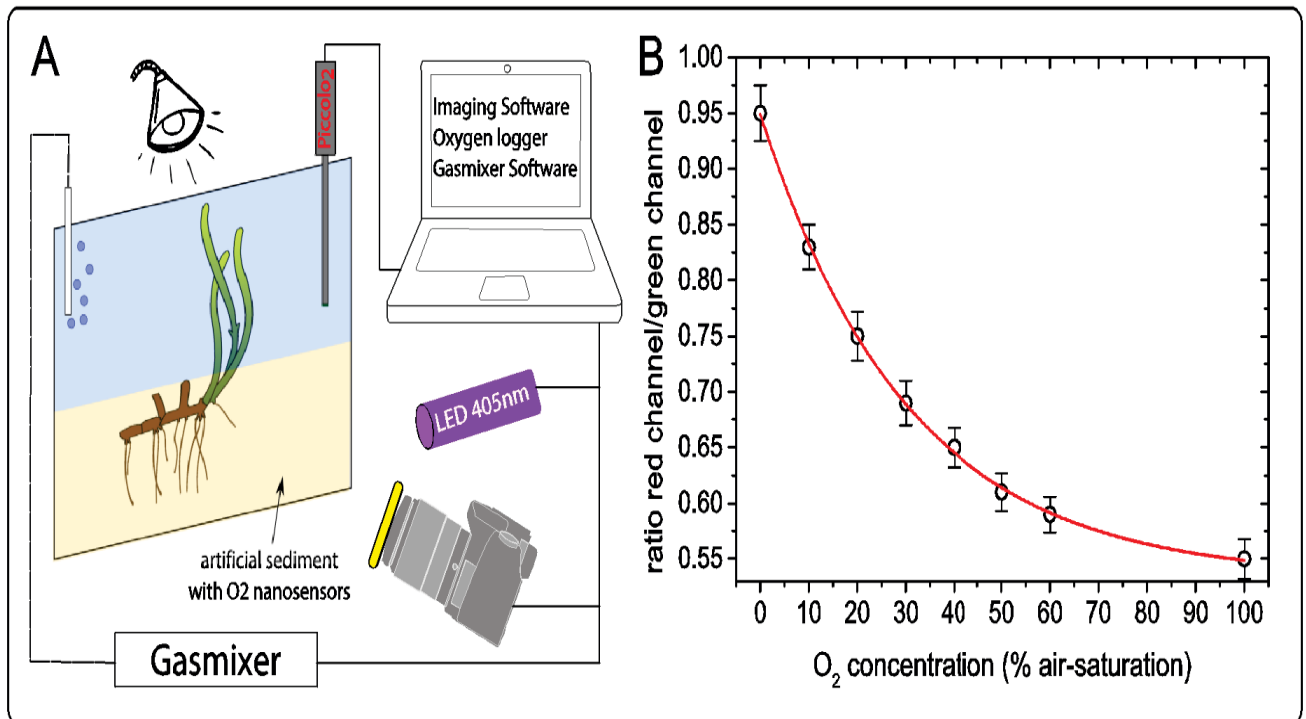 A
Piccolo2
Imaging Software
Oxygen logger
Gasmixer Software
LED 405nm
artificial sediment
with O2 nanosensors
Gasmixer
B
ratio red channel/green channel
1.00
0.95
0.90
0.85
0.80
0.75
0.70
0.65
0.60
0.55
0 10 20 30 40 50 60 70 80 90 100
O₂ concentration (% air-saturation)